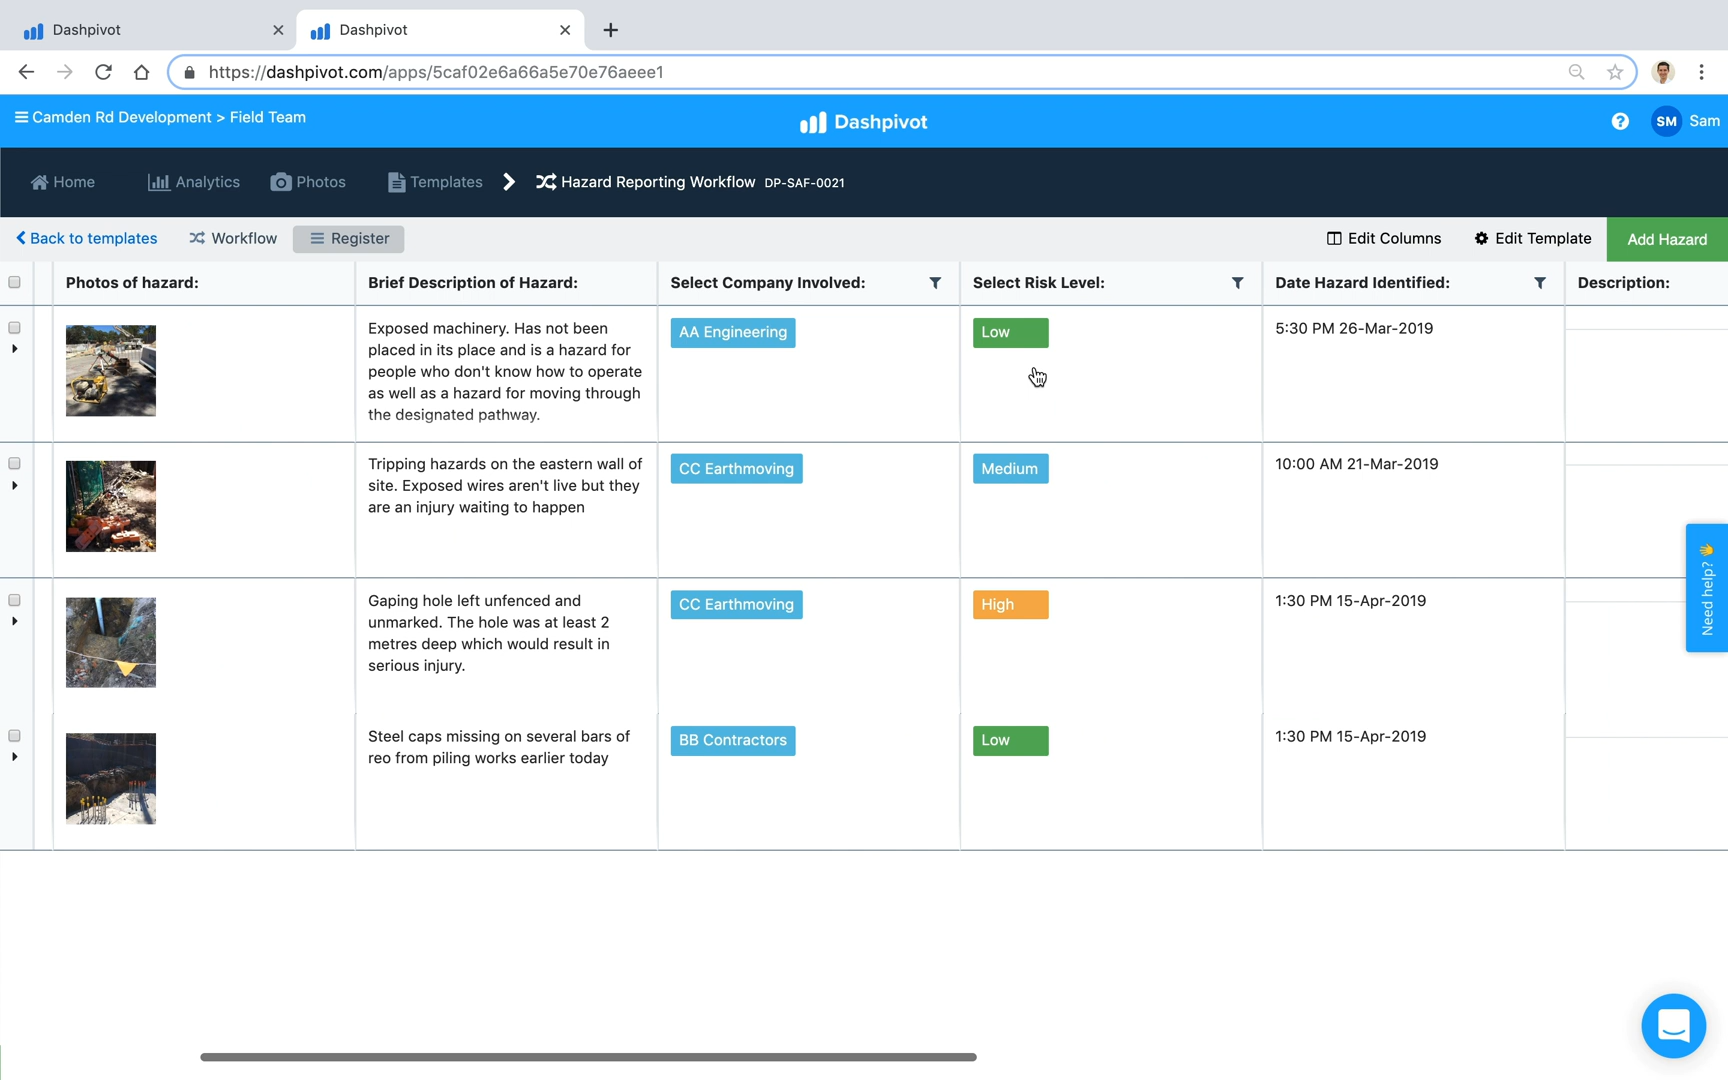 Dashpivot
Dashpivot
https://dashpivot.com/apps/5caf02e6a66a5e70e76aeee1
Camden Rd Development > Field Team
Dashpivot
SM Sam
Home
Analytics
Photos
Templates
Hazard Reporting Workflow DP-SAF-0021
Back to templates
Workflow
Register
Edit Columns
Edit Template
Add Hazard
Photos of hazard:
Brief Description of Hazard:
Select Company Involved:
Select Risk Level:
Date Hazard Identified:
Description:
Exposed machinery. Has not been
placed in its place and is a hazard for
people who don't know how to operate
as well as a hazard for moving through
the designated pathway.
AA Engineering
Low
5:30 PM 26-Mar-2019
Tripping hazards on the eastern wall of
site. Exposed wires aren't live but they
are an injury waiting to happen
CC Earthmoving
Medium
10:00 AM 21-Mar-2019
Gaping hole left unfenced and
unmarked. The hole was at least 2
metres deep which would result in
serious injury.
CC Earthmoving
High
1:30 PM 15-Apr-2019
Steel caps missing on several bars of
reo from piling works earlier today
BB Contractors
Low
1:30 PM 15-Apr-2019
Need help? 👋